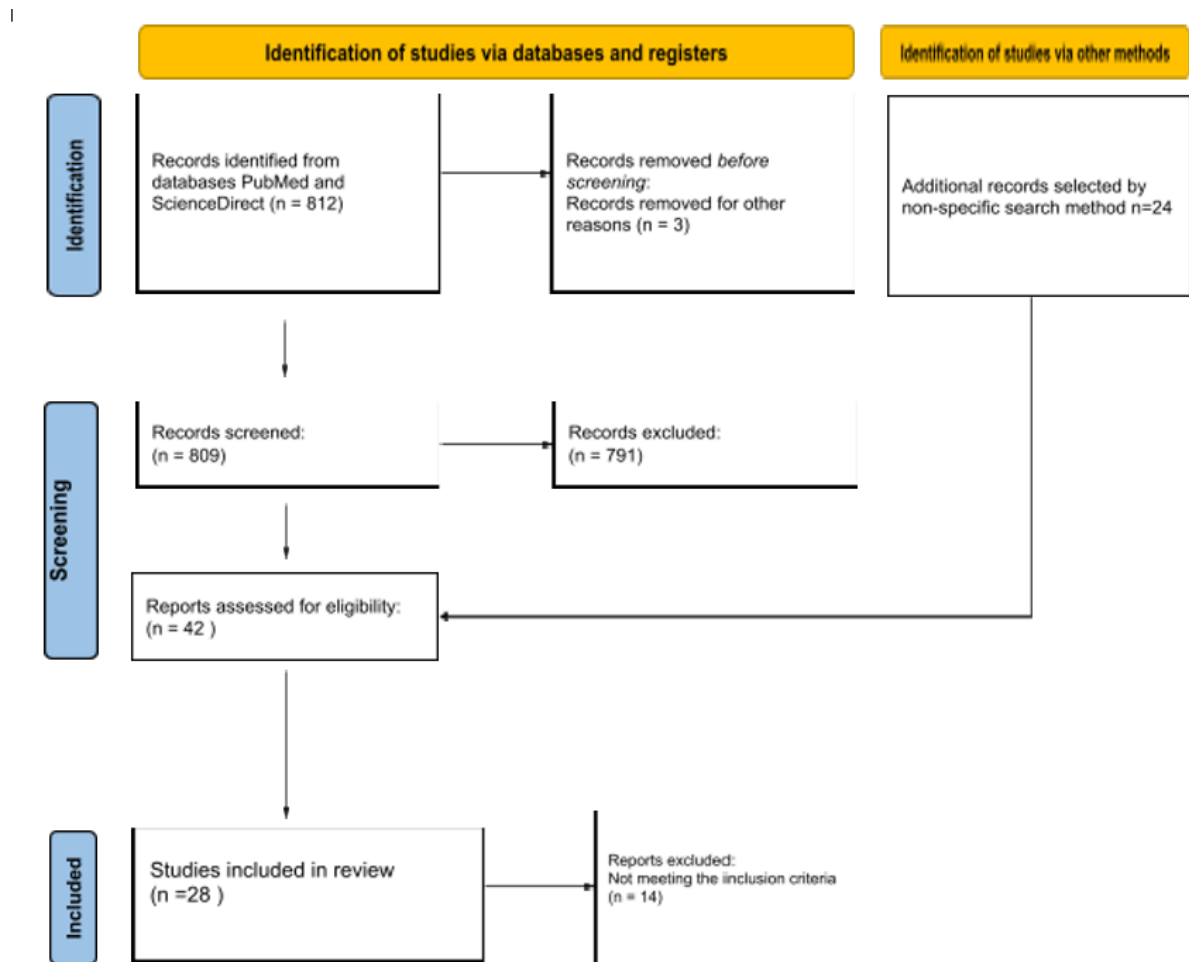 Identification of studies via databases and registers
Identification of studies via other methods
Identification
Records identified from
databases PubMed and
ScienceDirect (n = 812)
Records removed before
screening:
Records removed for other
reasons (n = 3)
Additional records selected by
non-specific search method n=24
Screening
Records screened:
(n = 809)
Records excluded:
(n = 791)
Reports assessed for eligibility:
(n = 42 )
Included
Studies included in review
(n =28 )
Reports excluded:
Not meeting the inclusion criteria
(n = 14)